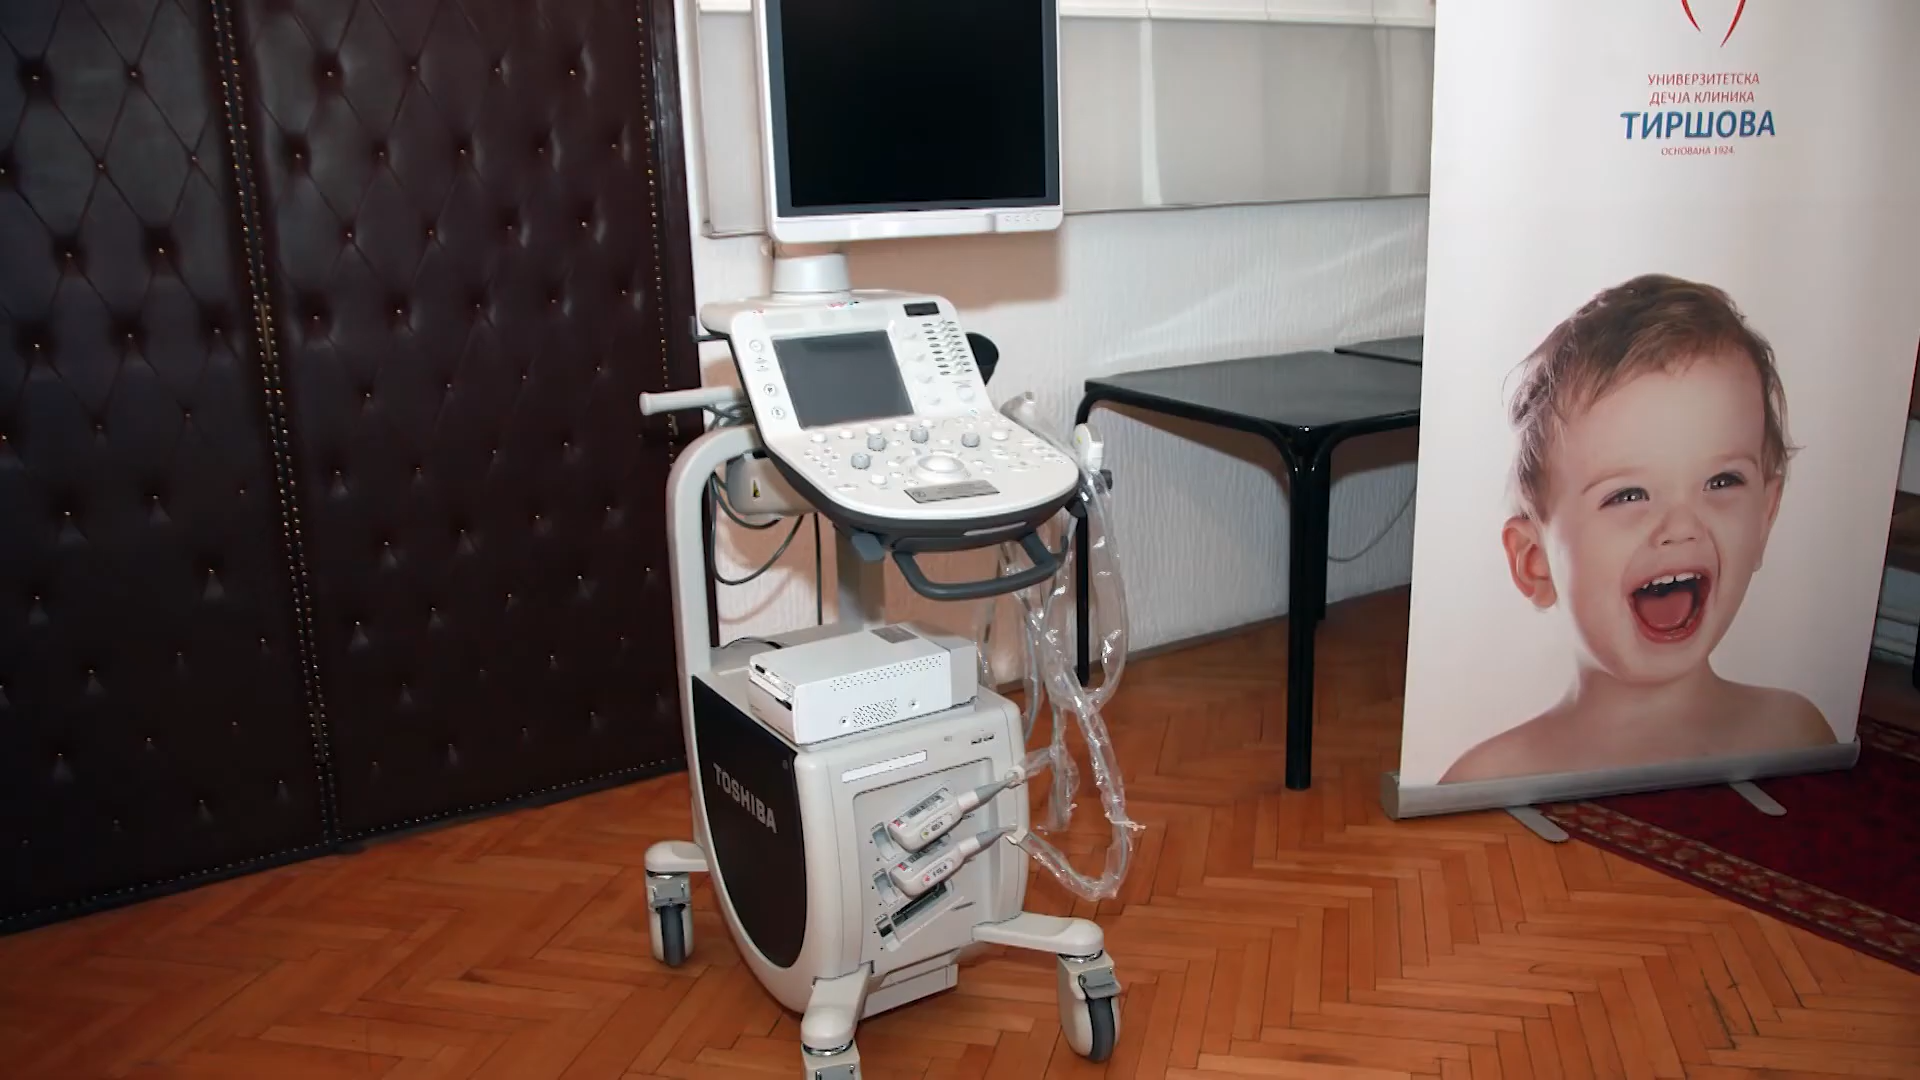 УНИВЕРЗИТЕТСКА
ДЕЧЈА КЛИНИКА
ТИРШОВА
ОСНОВАНА 1924.
TOSHIBA